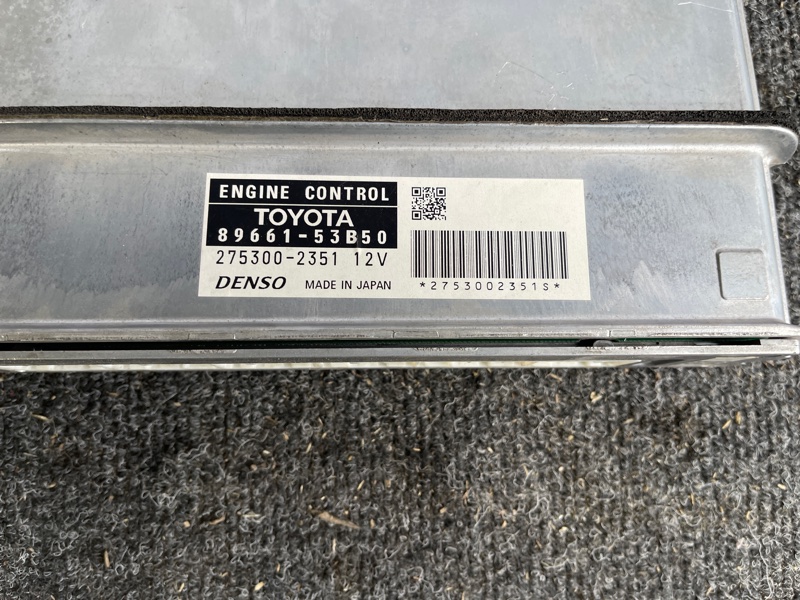 ENGINE CONTROL
TOYOTA
89661-53B50
275300-2351 12V
DENSO MADE IN JAPAN
*2753002351S*